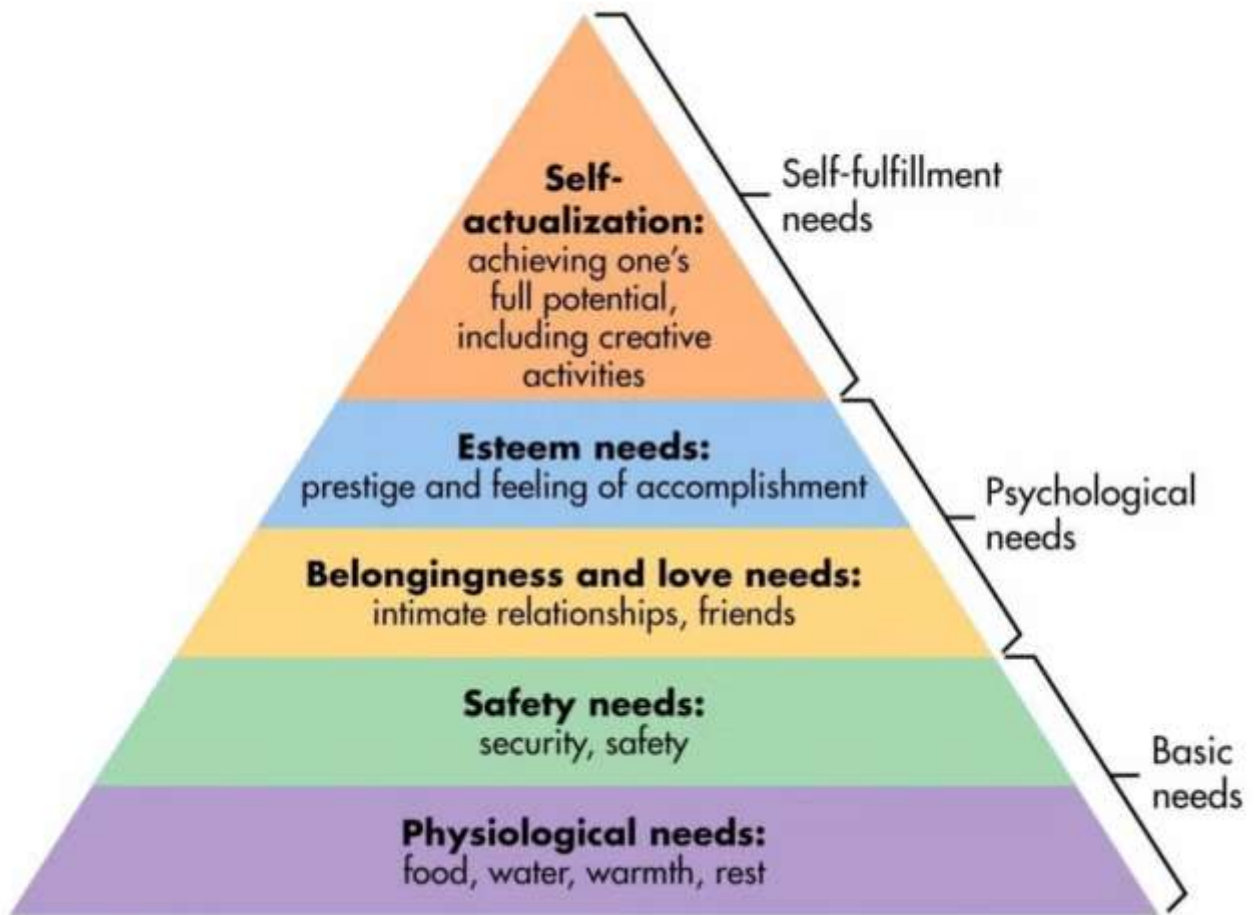 Self-
actualization:
achieving one's
full potential,
including creative
activities
Self-fulfillment
needs
Esteem needs:
prestige and feeling of accomplishment
Psychological
needs
Belongingness and love needs:
intimate relationships, friends
Safety needs:
security, safety
Basic
needs
Physiological needs:
food, water, warmth, rest